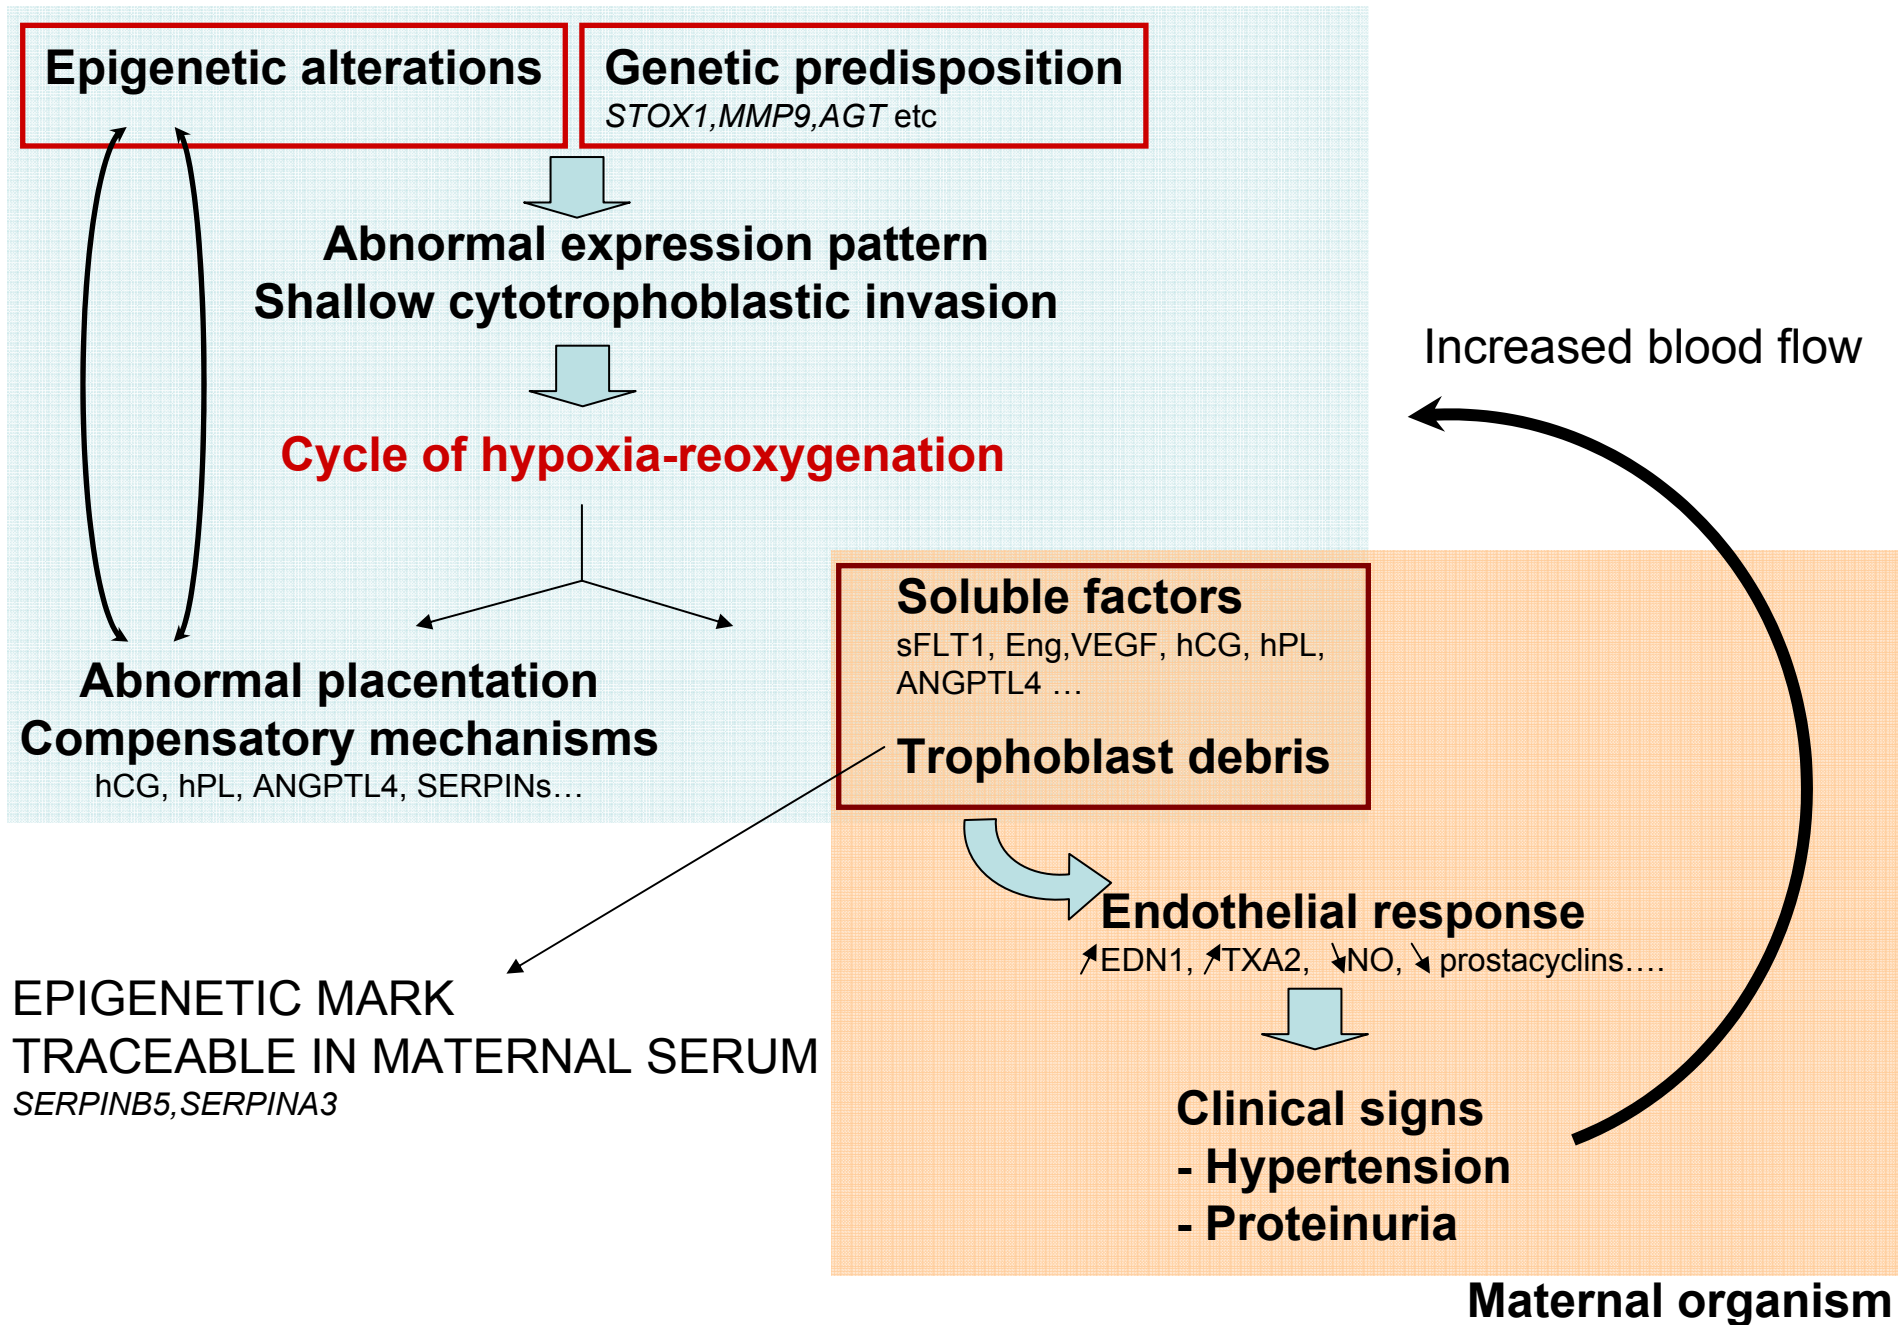 Epigenetic alterations
Genetic predisposition
STOX1,MMP9,AGT etc
Abnormal expression pattern
Shallow cytotrophoblastic invasion
Increased blood flow
Cycle of hypoxia-reoxygenation
Soluble factors
sFLT1, Eng,VEGF, hCG, hPL,
ANGPTL4 …
Trophoblast debris
Abnormal placentation
Compensatory mechanisms
hCG, hPL, ANGPTL4, SERPINs…
Endothelial response
↗EDN1, ↗TXA2, ↘NO, ↘ prostacyclins….
EPIGENETIC MARK
TRACEABLE IN MATERNAL SERUM
SERPINB5,SERPINA3
Clinical signs
- Hypertension
- Proteinuria
Maternal organism